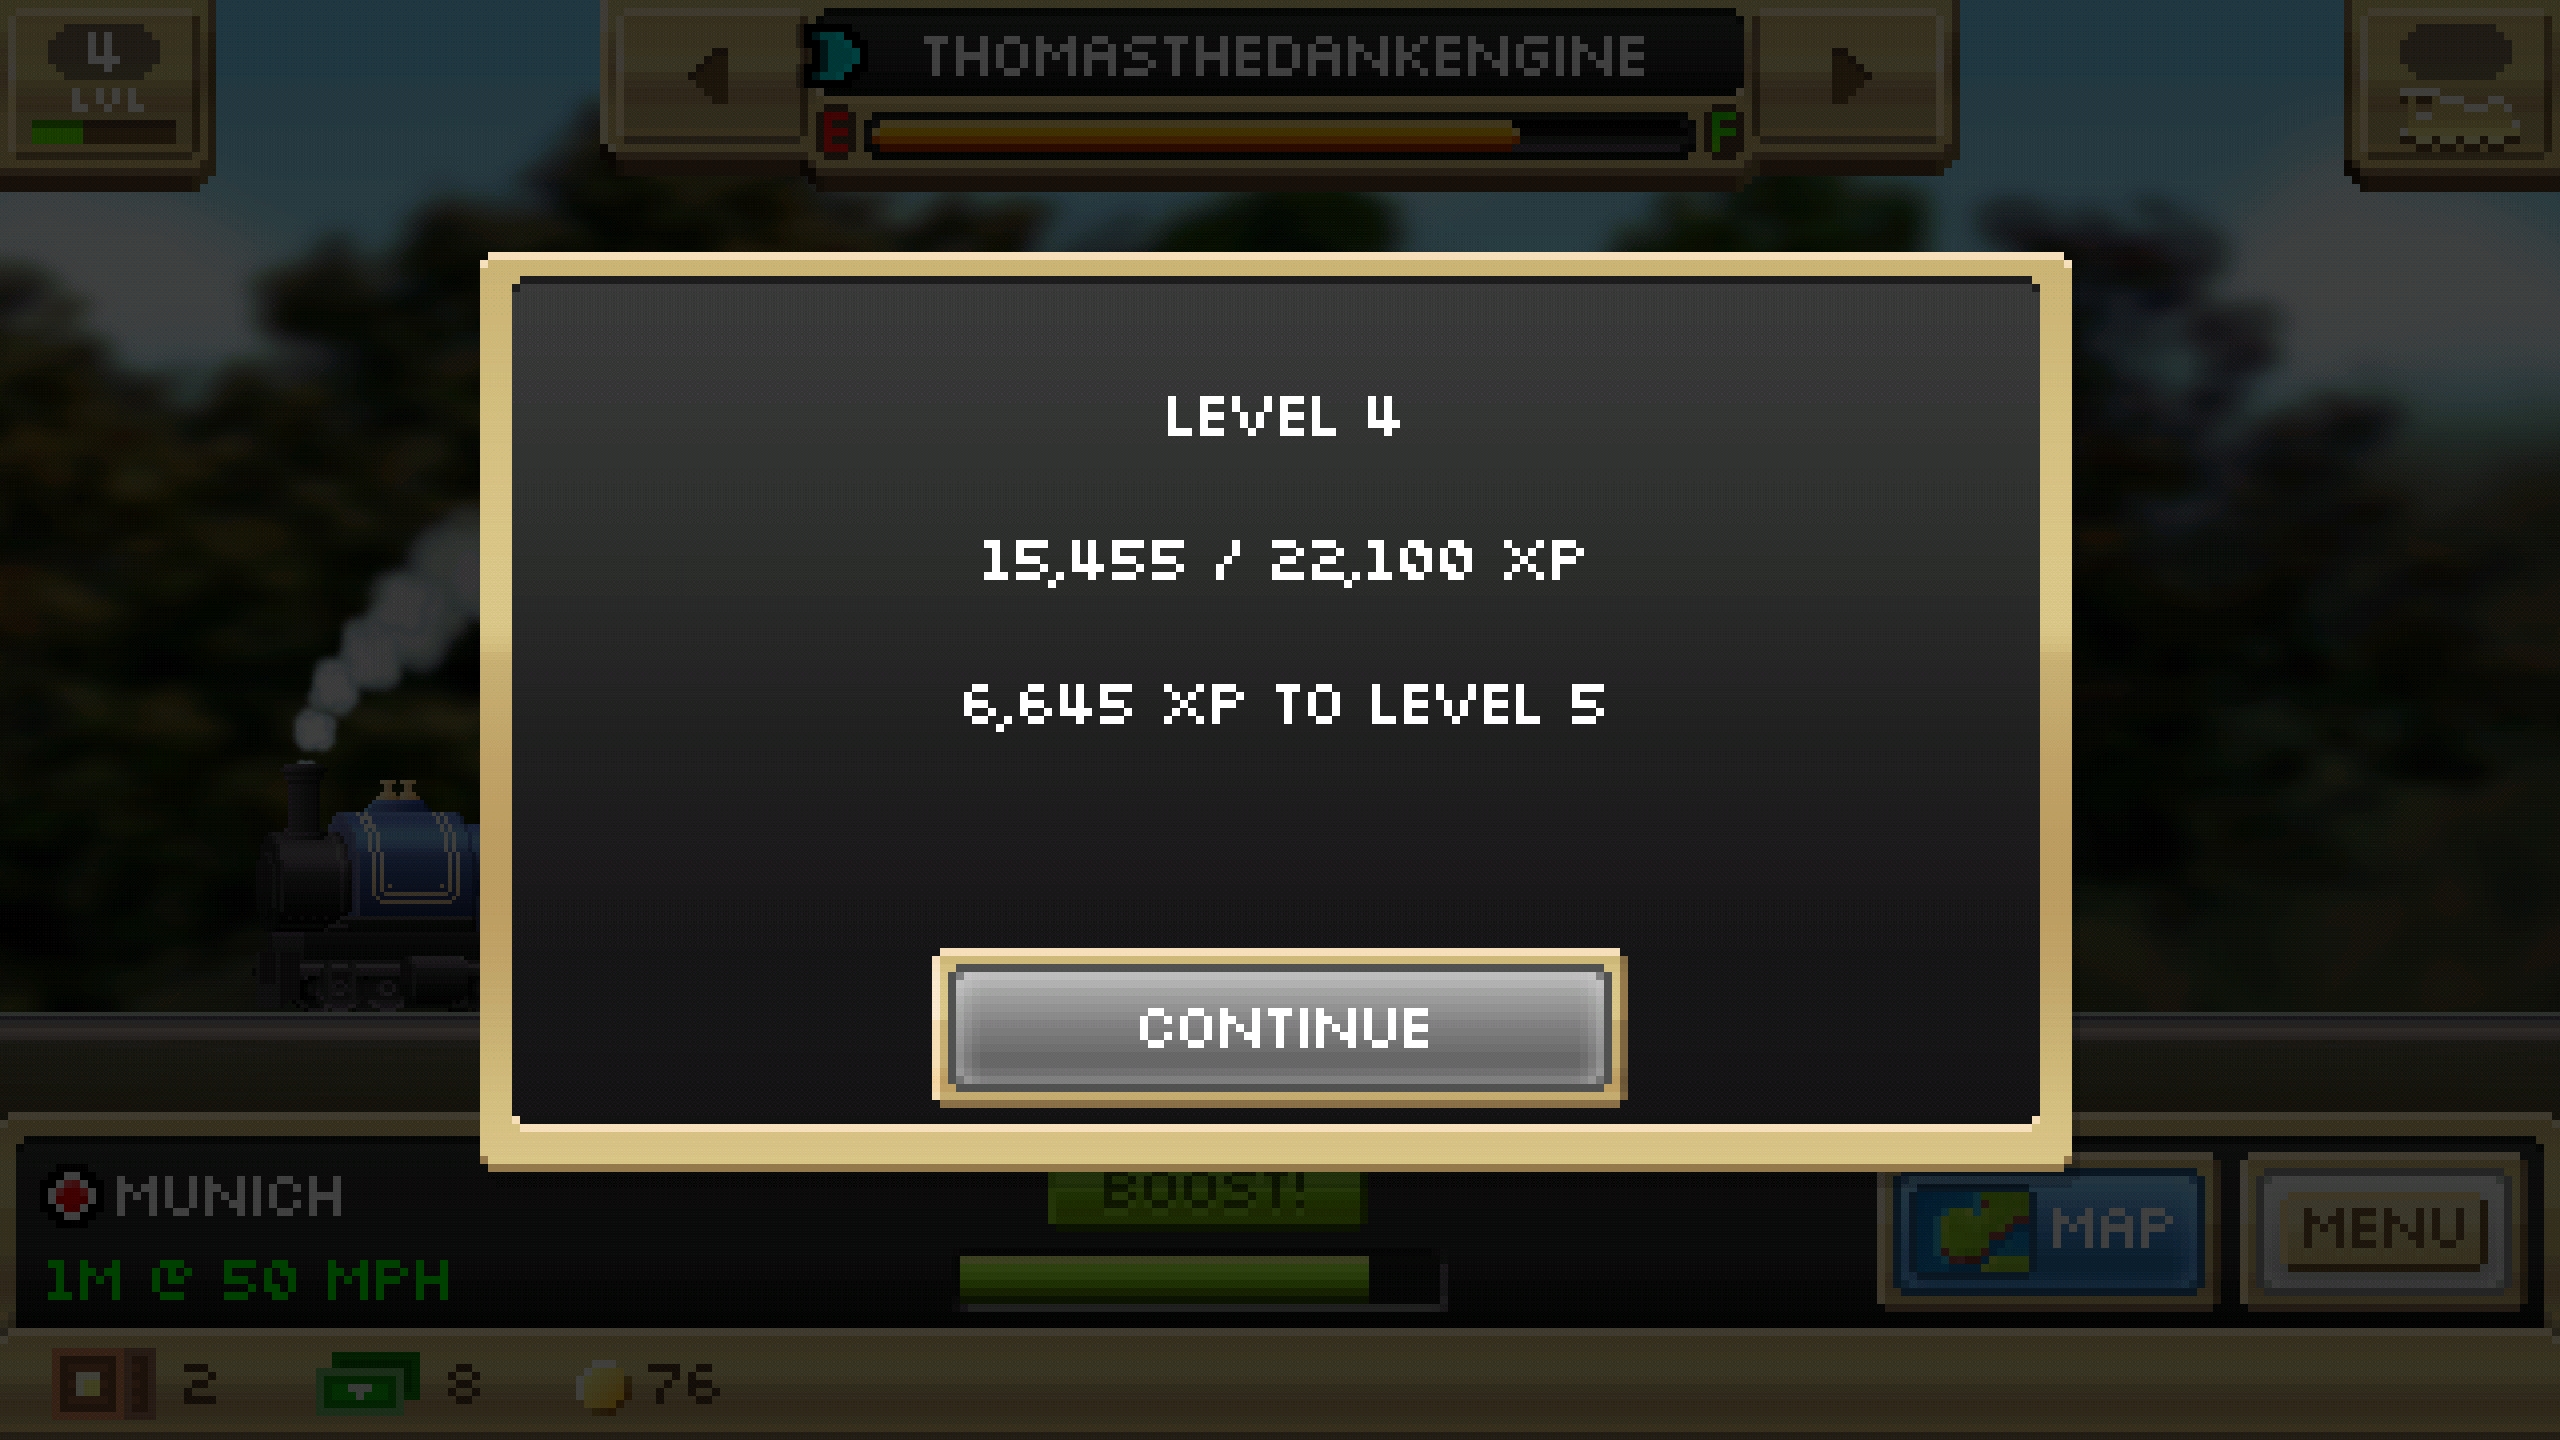 4
LVL
THOMASTHEDANKENGINE
E
F
LEVEL 4
15,455 / 22,100 XP
6,645 XP TO LEVEL 5
CONTINUE
MUNICH
1M @ 50 MPH
BOOST!
MAP
MENU
2
8
76